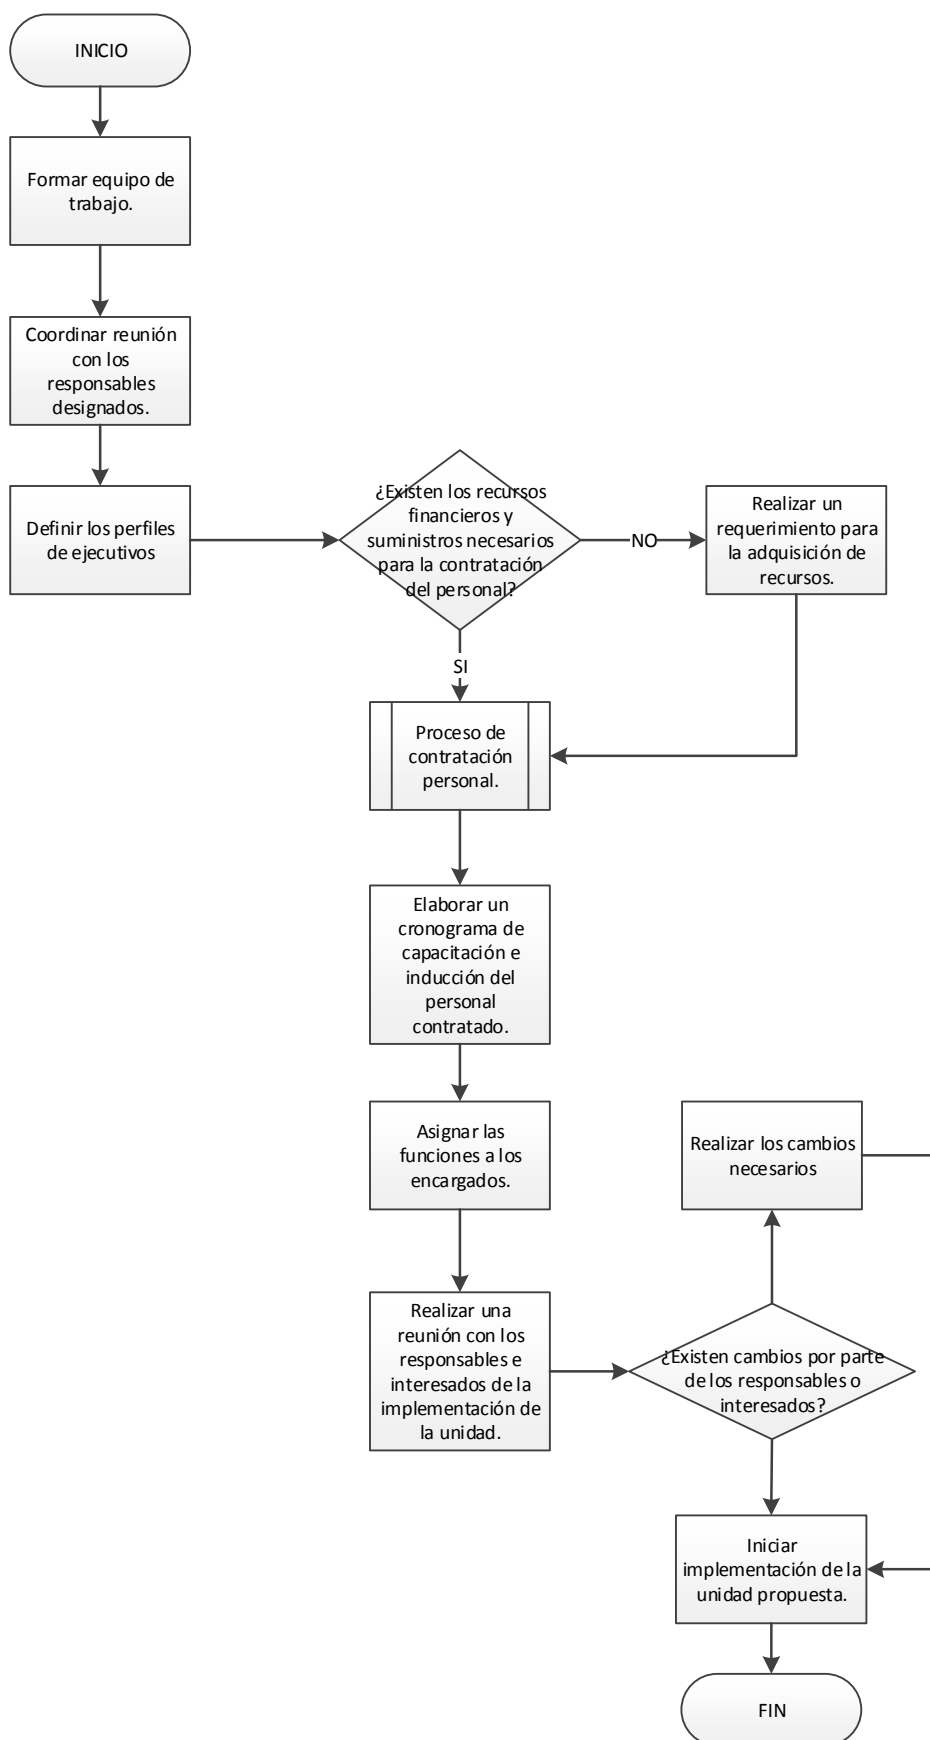 INICIO
Formar equipo de
trabajo.
Coordinar reunión
con los
responsables
designados.
Definir los perfiles
de ejecutivos
¿Existen los recursos
financieros y
suministros necesarios
para la contratación
del personal?
NO
Realizar un
requerimiento para
la adquisición de
recursos.
SI
Proceso de
contratación
personal.
Elaborar un
cronograma de
capacitación e
inducción del
personal
contratado.
Asignar las
funciones a los
encargados.
Realizar los cambios
necesarios
Realizar una
reunión con los
responsables e
interesados de la
implementación de
la unidad.
¿Existen cambios por parte
de los responsables o
interesados?
Iniciar
implementación de la
unidad propuesta.
FIN